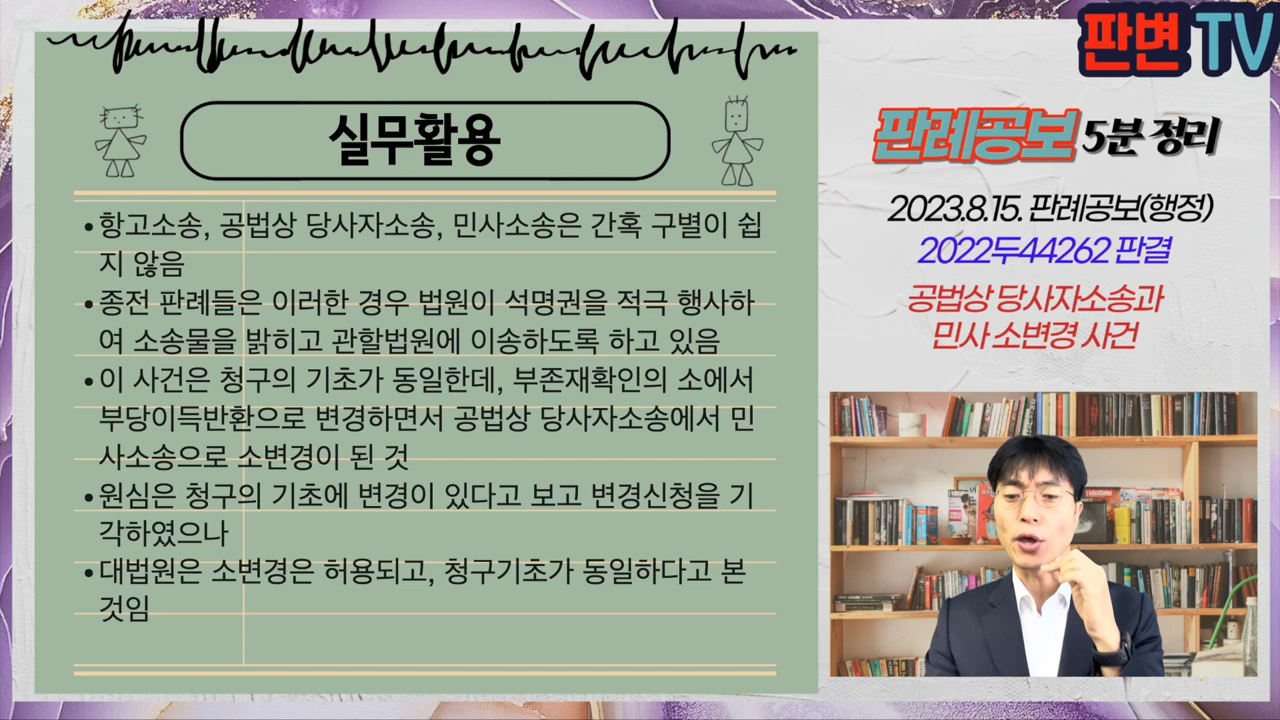 실무활용
•항고소송, 공법상 당사자소송, 민사소송은 간혹 구별이 쉽
지 않음
•종전 판례들은 이러한 경우 법원이 석명권을 적극 행사하
여 소송물을 밝히고 관할법원에 이송하도록 하고 있음
•이 사건은 청구의 기초가 동일한데, 부존재확인의 소에서
부당이득반환으로 변경하면서 공법상 당사자소송에서 민
사소송으로 소변경이 된 것
•원심은 청구의 기초에 변경이 있다고 보고 변경신청을 기
각하였으나
•대법원은 소변경은 허용되고, 청구기초가 동일하다고 본
것임
판변 TV
판례공보 5분 정리
2023.8.15. 판례공보(행정)
2022두44262 판결
공법상 당사자소송과
민사 소변경 사건